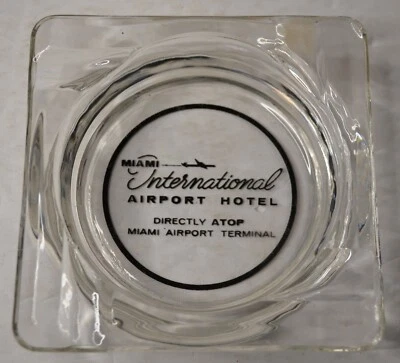 MIAMI
International
AIRPORT HOTEL
DIRECTLY ATOP
MIAMI AIRPORT TERMINAL